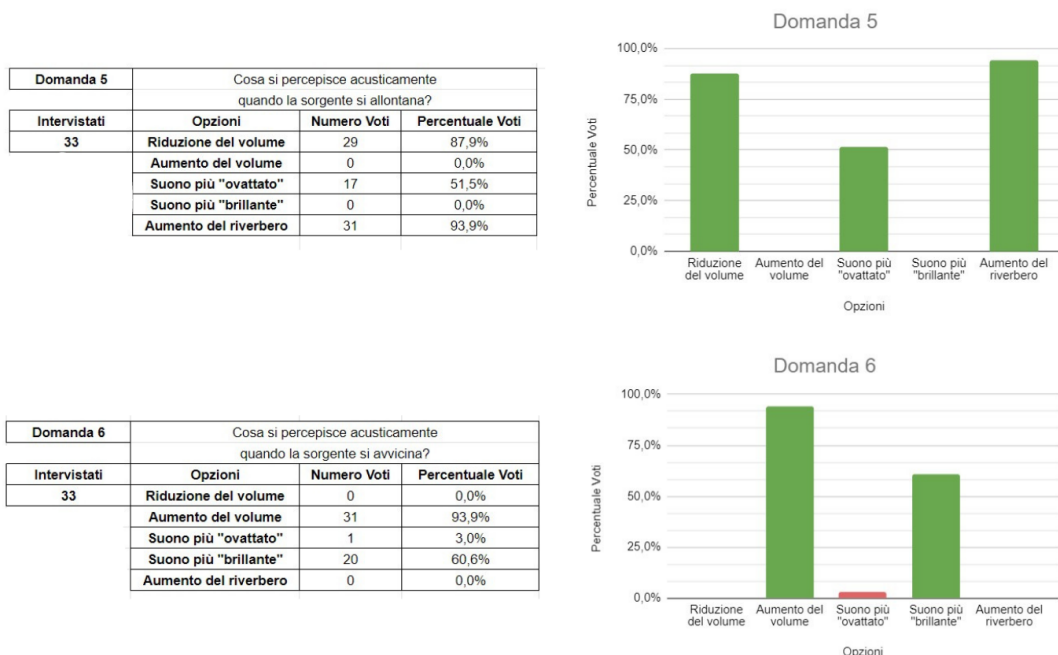 Domanda 5
Cosa si percepisce acusticamente
quando la sorgente si allontana?
Intervistati Opzioni Numero Voti Percentuale Voti
33 Riduzione del volume 29 87,9%
Aumento del volume 0 0,0%
Suono più "ovattato" 17 51,5%
Suono più "brillante" 0 0,0%
Aumento del riverbero 31 93,9%
Domanda 5
Percentuale Voti
100,0%
75,0%
50,0%
25,0%
0,0%
Riduzione del volume
Aumento del volume
Suono più "ovattato"
Suono più "brillante"
Aumento del riverbero
Opzioni
Domanda 6
Cosa si percepisce acusticamente
quando la sorgente si avvicina?
Intervistati Opzioni Numero Voti Percentuale Voti
33 Riduzione del volume 0 0,0%
Aumento del volume 31 93,9%
Suono più "ovattato" 1 3,0%
Suono più "brillante" 20 60,6%
Aumento del riverbero 0 0,0%
Domanda 6
Percentuale Voti
100,0%
75,0%
50,0%
25,0%
0,0%
Riduzione del volume
Aumento del volume
Suono più "ovattato"
Suono più "brillante"
Aumento del riverbero
Opzioni